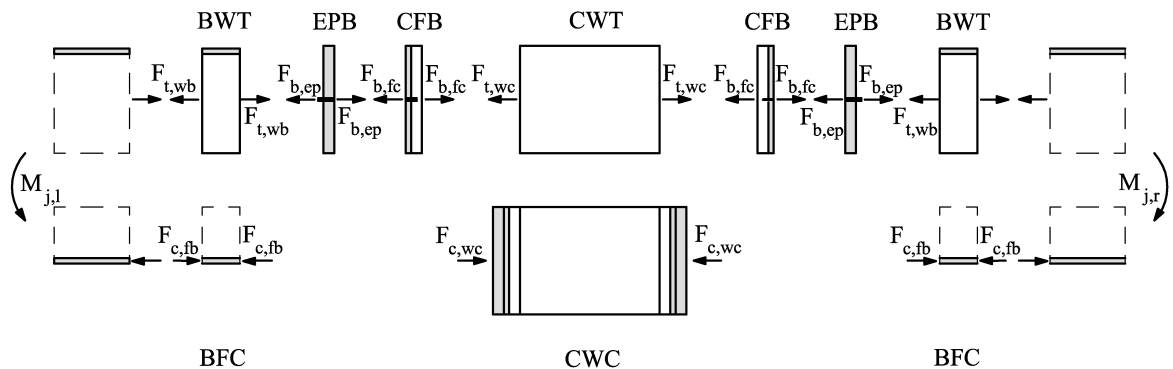 BWT EPB CFB CWT CFB EPB BWT
F t,wb F b,ep F b,fc F b,fc F t,wc F t,wc F b,fc F b,fc F b,ep
F t,wb F b,ep F b,ep F t,wb
M j,l M j,r
F c,fb F c,fb F c,wc F c,wc F c,fb F c,fb
BFC CWC BFC